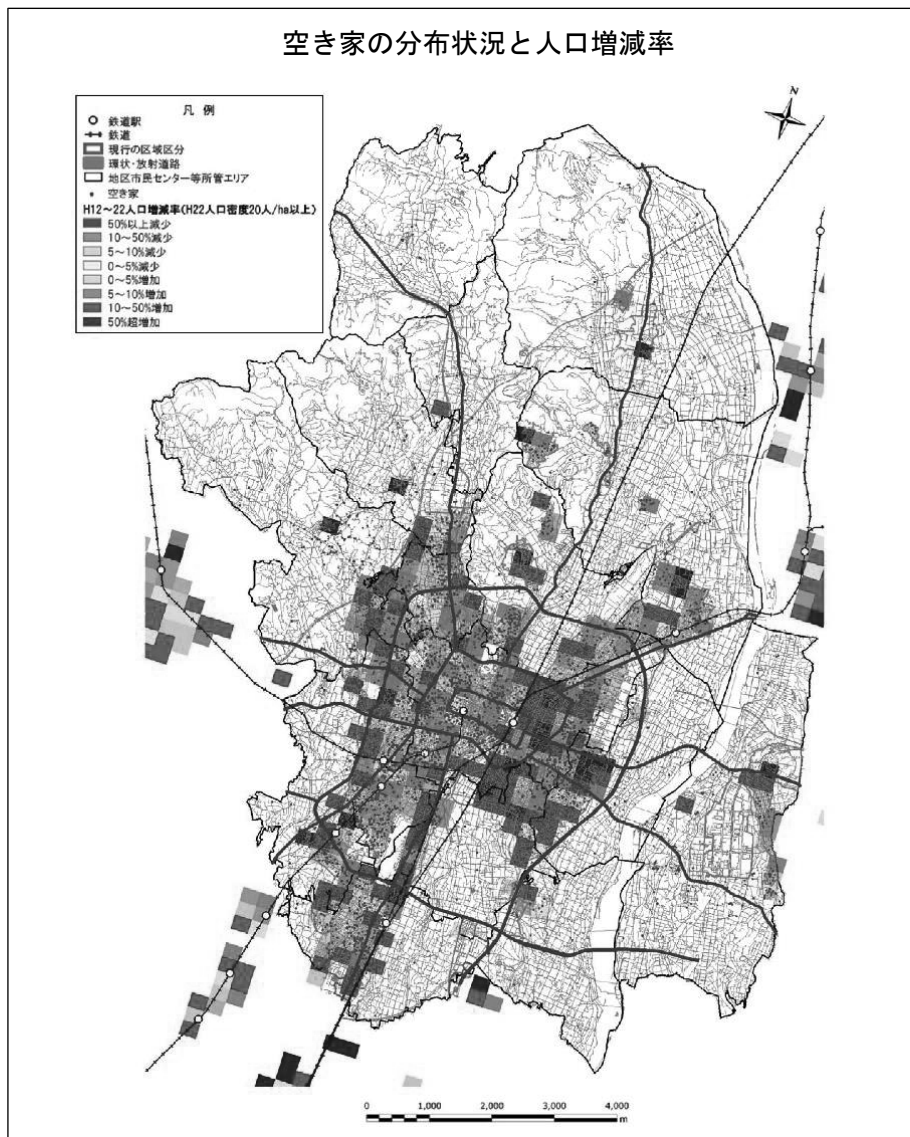 空き家の分布状況と人口増減率
凡 例
鉄道駅
鉄道
現行の区域区分
環状・放射道路
地区市民センター等所管エリア
空き家
H12～22人口増減率(H22人口密度20人/ha以上)
50%以上減少
10～50%減少
5～10%減少
0～5%減少
0～5%増加
5～10%増加
10～50%増加
50%超増加
N
0 1,000 2,000 3,000 4,000
m